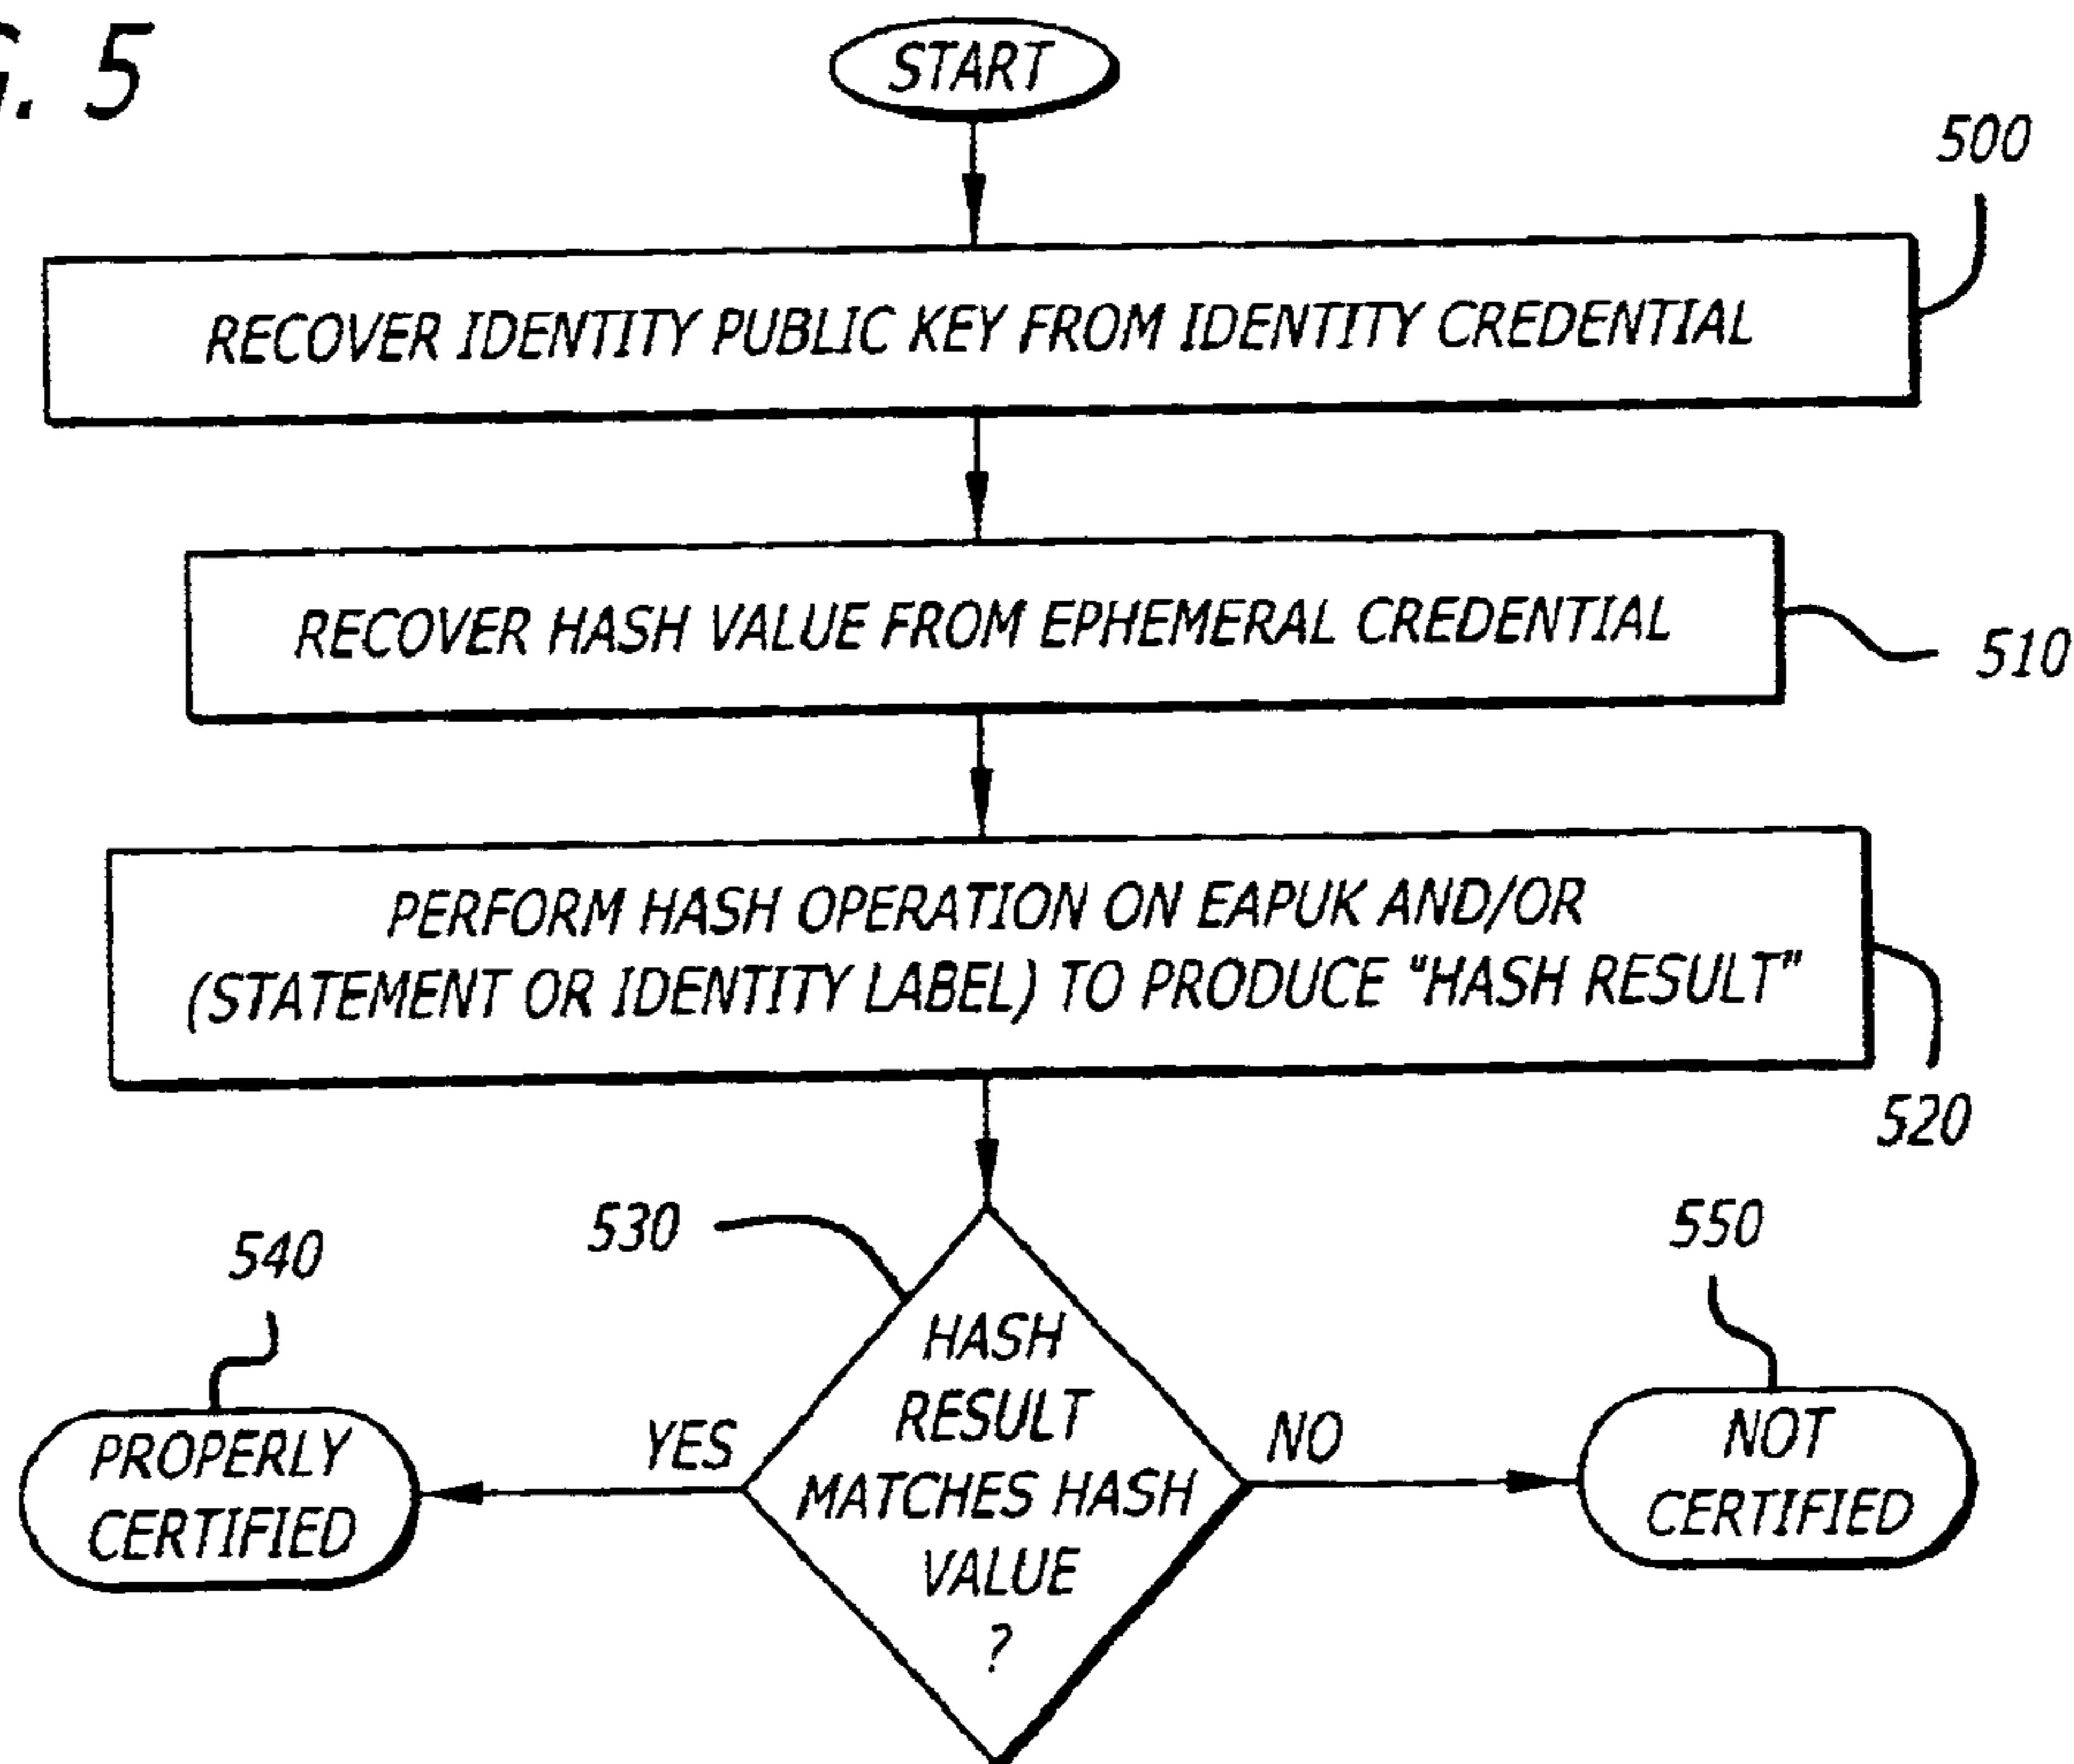 G. 5
START
500
RECOVER IDENTITY PUBLIC KEY FROM IDENTITY CREDENTIAL
RECOVER HASH VALUE FROM EPHEMERAL CREDENTIAL
510
PERFORM HASH OPERATION ON EAPUK AND/OR
(STATEMENT OR IDENTITY LABEL) TO PRODUCE "HASH RESULT"
520
530
540
550
HASH
RESULT
MATCHES HASH
VALUE
?
YES
NO
PROPERLY
CERTIFIED
NOT
CERTIFIED